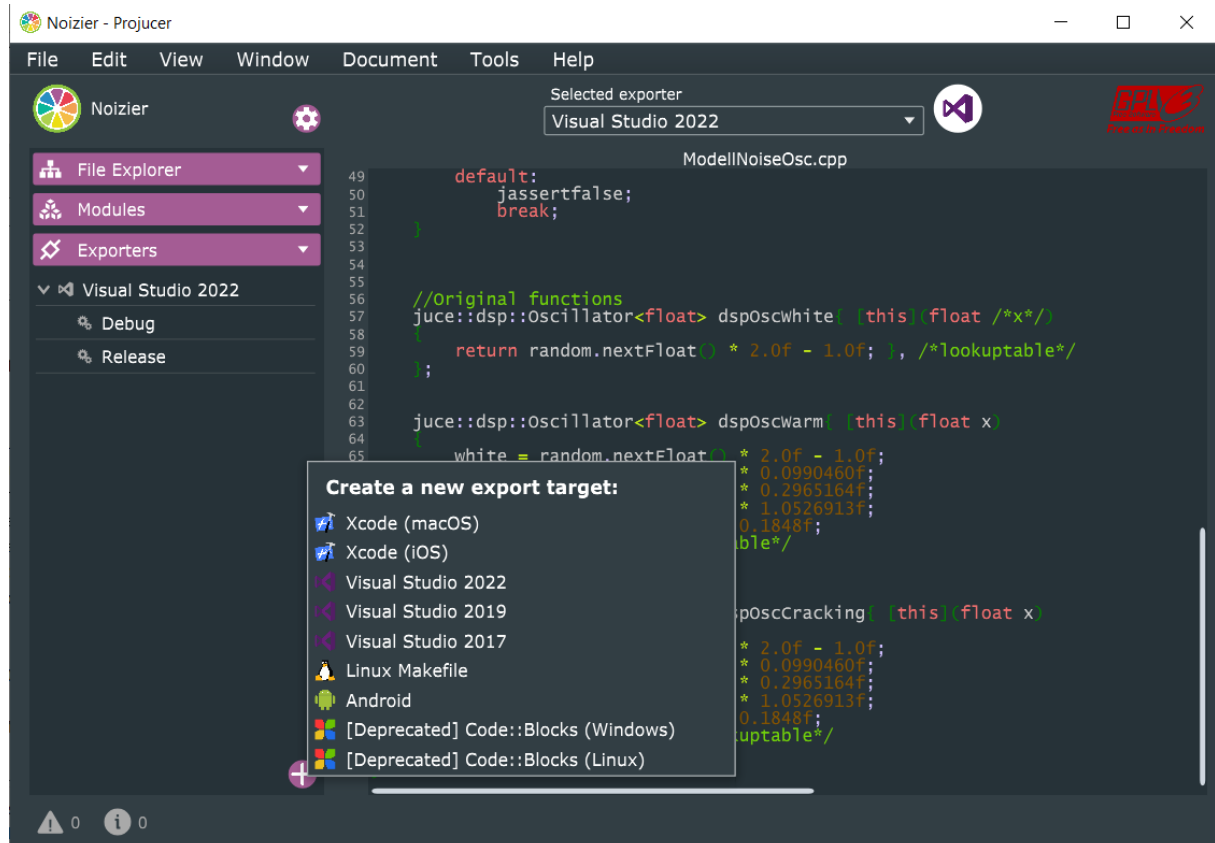 Noizier - Projucer
File Edit View Window Document Tools Help
Noizier
Selected exporter
Visual Studio 2022
GPL
Free as in Freedom
File Explorer
Modules
Exporters
Visual Studio 2022
Debug
Release
ModellNoiseOsc.cpp
49 default:
50 jassertfalse;
51 break;
52 }
53
54
55
56 //Original functions
57 juce::dsp::Oscillator<float> dspOscWhite{ [this](float /*x*/)
58 {
59 return random.nextFloat() * 2.0f - 1.0f; }, /*lookuptable*/
60 };
61
62
63 juce::dsp::Oscillator<float> dspOscWarm{ [this](float x)
64 {
65 white = random.nextFloat() * 2.0f - 1.0f;
* 0.0990460f;
* 0.2965164f;
* 1.0526913f;
0.1848f;
ble*/
spOscCracking{ [this](float x)
* 2.0f - 1.0f;
* 0.0990460f;
* 0.2965164f;
* 1.0526913f;
0.1848f;
kuptable*/
Create a new export target:
Xcode (macOS)
Xcode (iOS)
Visual Studio 2022
Visual Studio 2019
Visual Studio 2017
Linux Makefile
Android
[Deprecated] Code::Blocks (Windows)
[Deprecated] Code::Blocks (Linux)
0 0